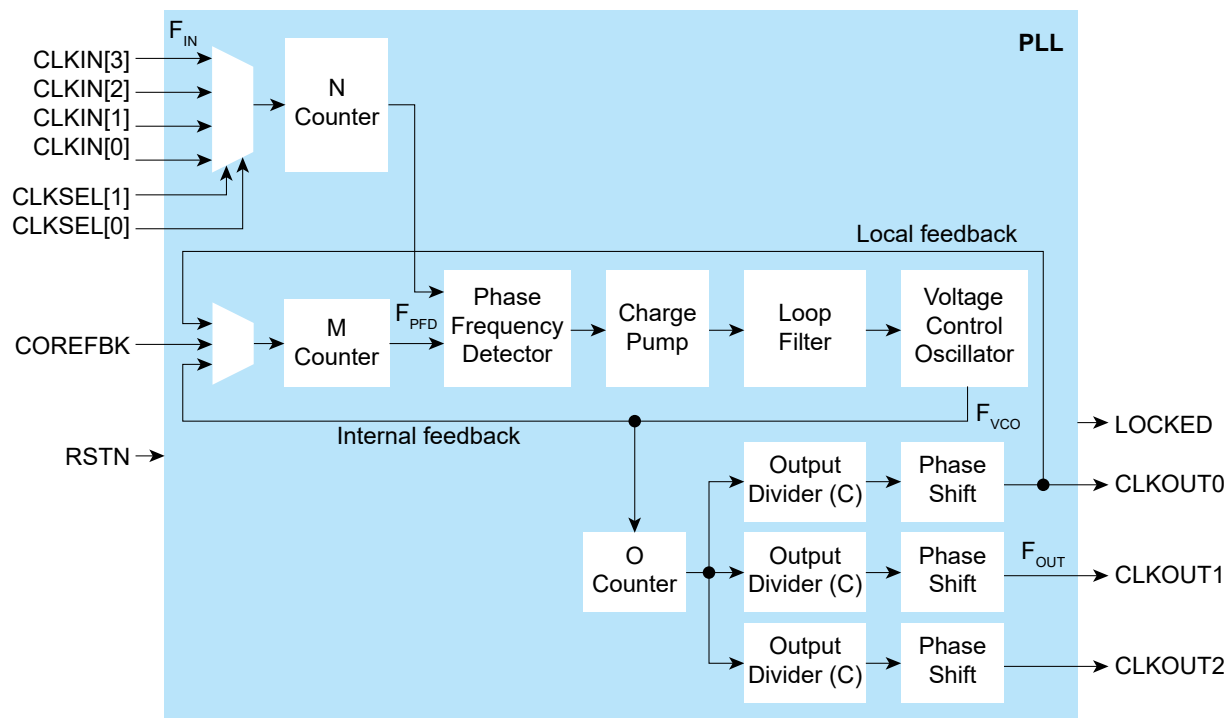 F_IN
PLL
CLKIN[3]
CLKIN[2]
CLKIN[1]
CLKIN[0]
CLKSEL[1]
CLKSEL[0]
N
Counter
Local feedback
COREFBK
M
Counter
F_PFD
Phase
Frequency
Detector
Charge
Pump
Loop
Filter
Voltage
Control
Oscillator
Internal feedback
F_VCO
LOCKED
RSTN
Output
Divider (C)
Phase
Shift
CLKOUT0
O
Counter
Output
Divider (C)
Phase
Shift
F_OUT
CLKOUT1
Output
Divider (C)
Phase
Shift
CLKOUT2